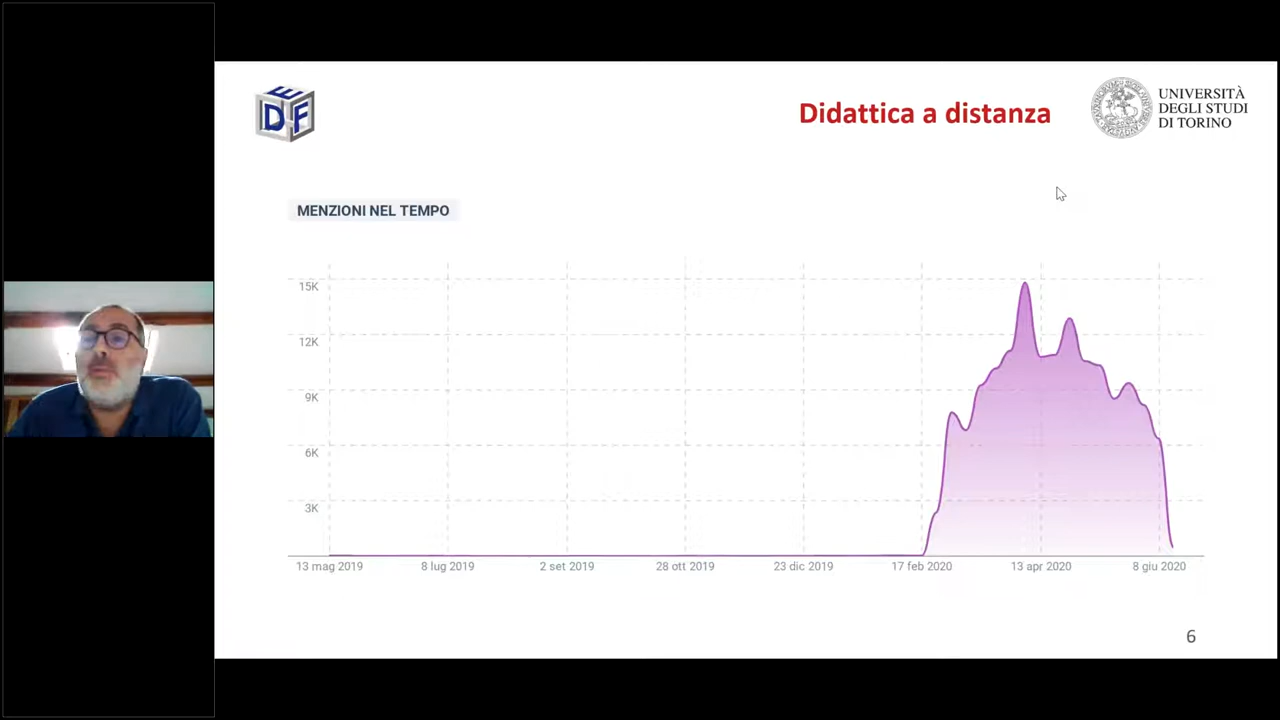 DEF
Didattica a distanza
UNIVERSITÀ
DEGLI STUDI
DI TORINO
MENZIONI NEL TEMPO
15K
12K
9K
6K
3K
13 mag 2019 8 lug 2019 2 set 2019 28 ott 2019 23 dic 2019 17 feb 2020 13 apr 2020 8 giu 2020
6